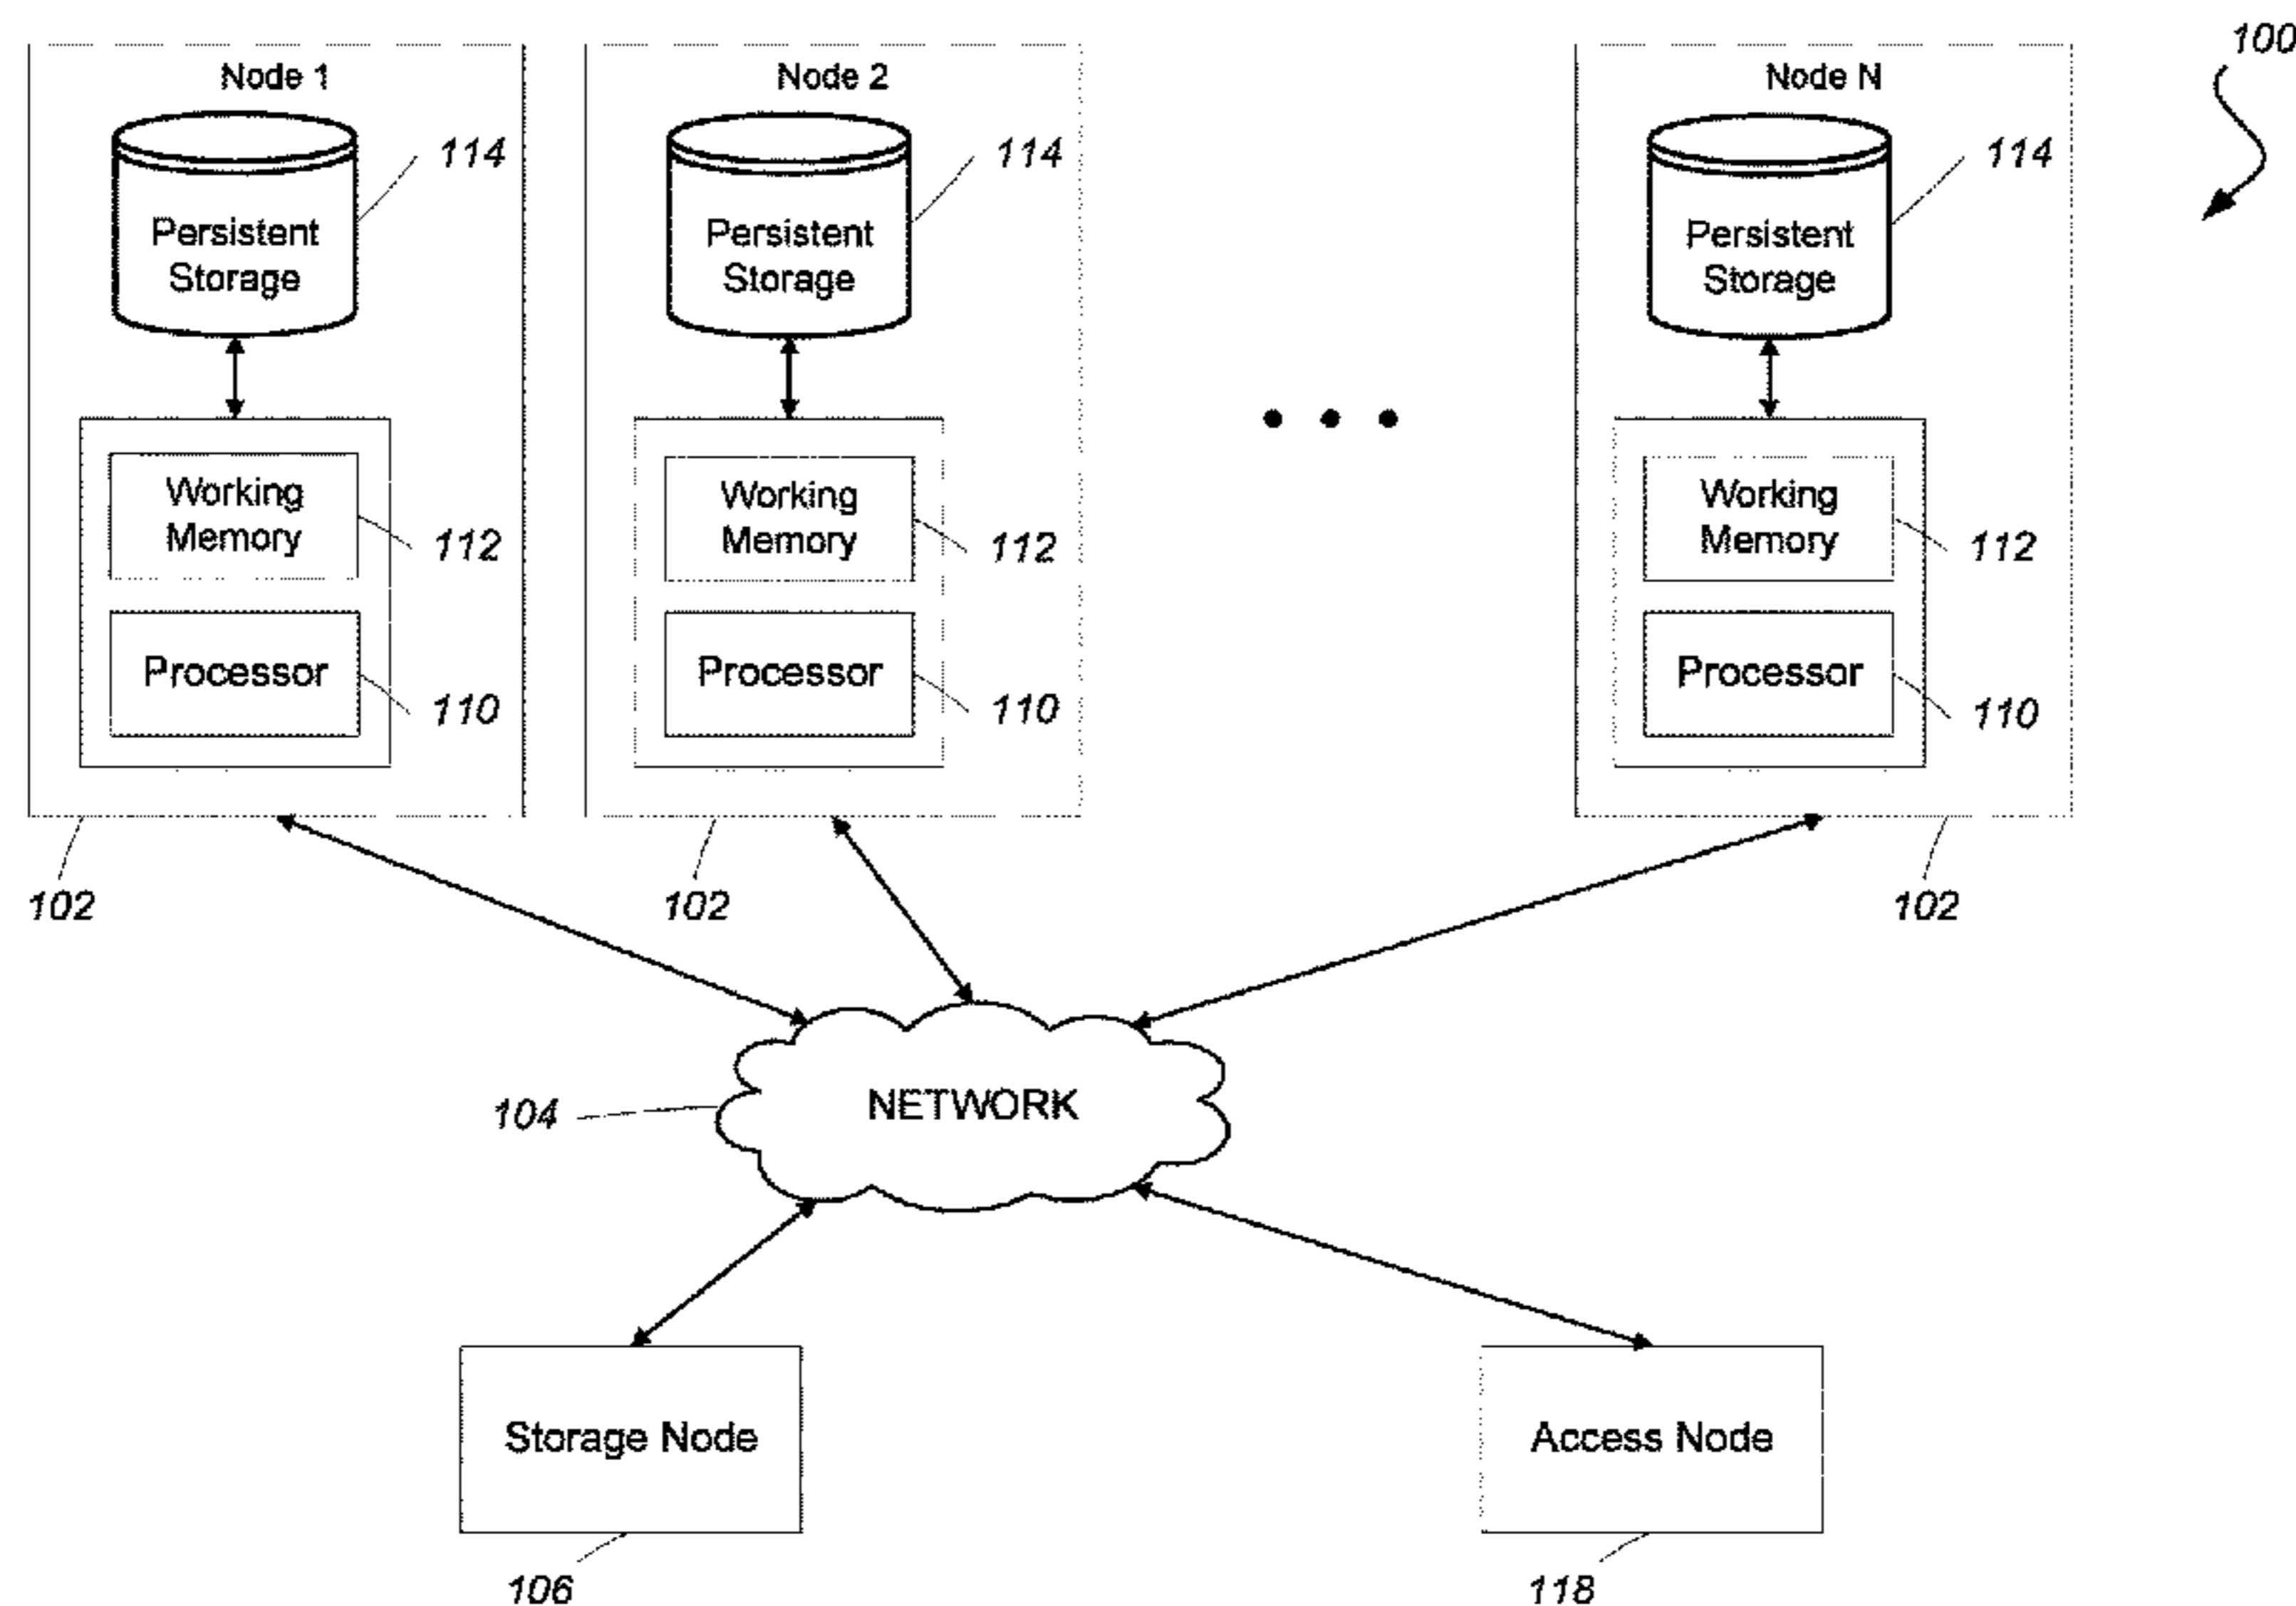 100
Node 1
Persistent
Storage
114
Working
Memory
112
Processor
110
102
Node 2
Persistent
Storage
114
Working
Memory
112
Processor
110
102
Node N
Persistent
Storage
114
Working
Memory
112
Processor
110
102
NETWORK
104
Storage Node
106
Access Node
118